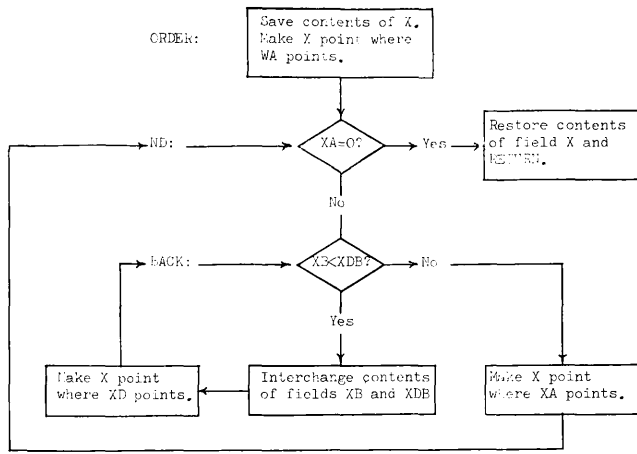 ORDER:
Save contents of X.
Make X point where
WA points.
ND:
XA=0?
Yes
Restore contents
of field X and
RETURN.
No
BACK:
XB<XDB?
No
Yes
Make X point
where XD points.
Interchange contents
of fields XB and XDB
Make X point
where XA points.